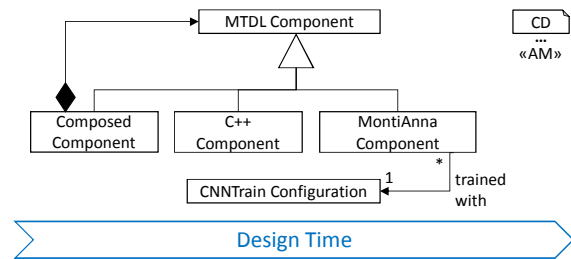 MTDL Component
CD
...
«AM»
Composed
Component
C++
Component
MontiAnna
Component
*
1
trained
with
CNNTrain Configuration
Design Time